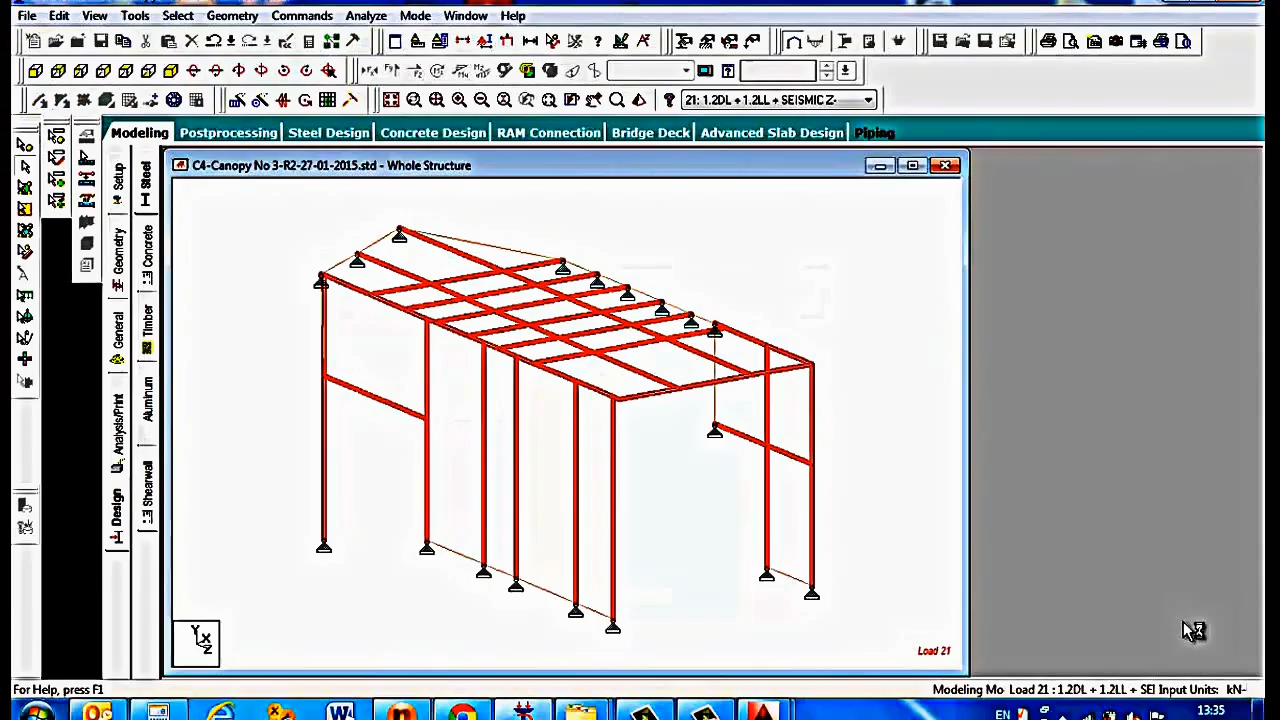 File Edit View Tools Select Geometry Commands Analyze Mode Window Help
21: 1.2DL + 1.2LL + SEISMIC Z-
Modeling Postprocessing Steel Design Concrete Design RAM Connection Bridge Deck Advanced Slab Design Piping
C4-Canopy No 3-R2-27-01-2015.std - Whole Structure
Setup
Geometry
General
Analysis/Print
Design
Steel
Concrete
Timber
Aluminum
Shearwall
Y
X
Z
Load 21
For Help, press F1
Modeling Mo Load 21 : 1.2DL + 1.2LL + SEI Input Units: kN-
EN
13:35